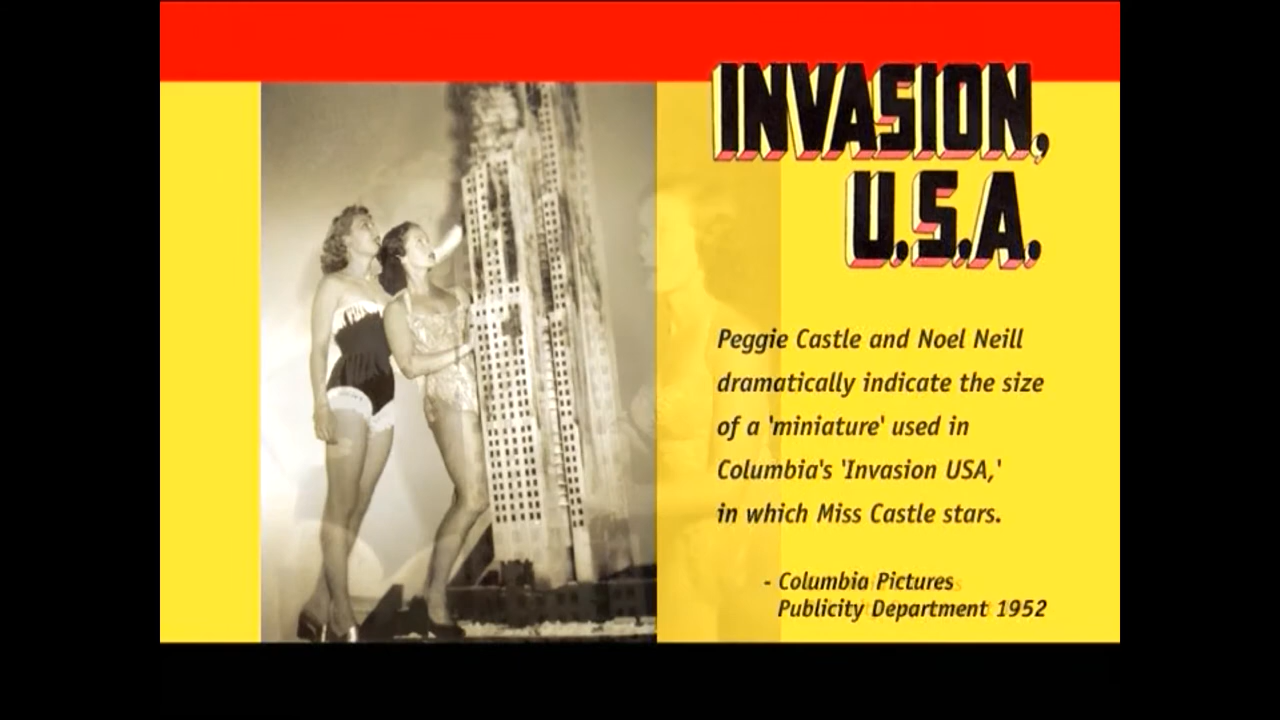 INVASION,
U.S.A.
Peggie Castle and Noel Neill
dramatically indicate the size
of a 'miniature' used in
Columbia's 'Invasion USA,'
in which Miss Castle stars.
- Columbia Pictures
Publicity Department 1952